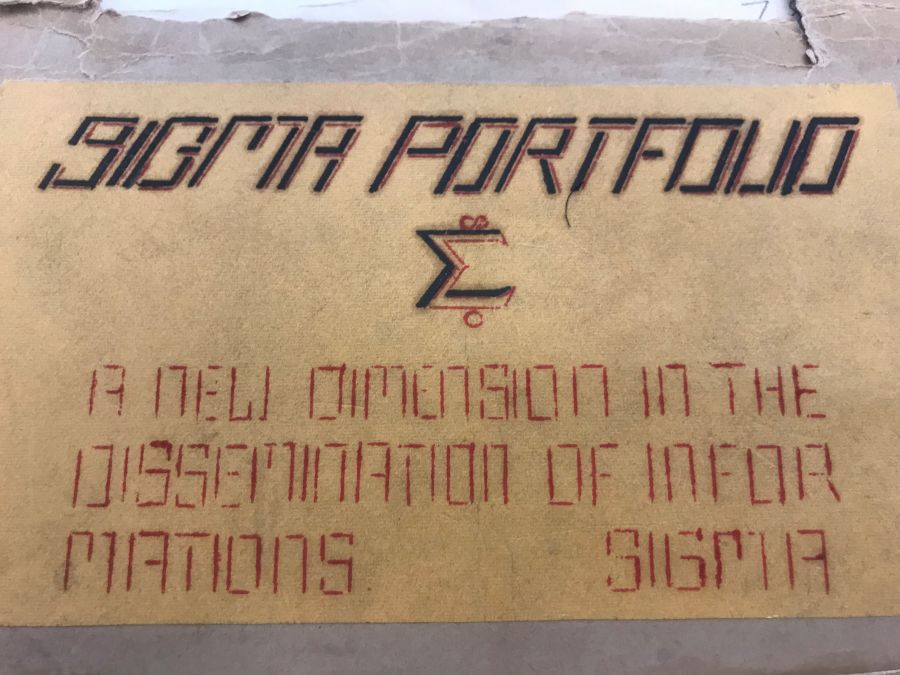 SIGMA PORTFOLIO
Σ
A NEW DIMENSION IN THE
DISSEMINATION OF INFOR
MATIONS SIGMA